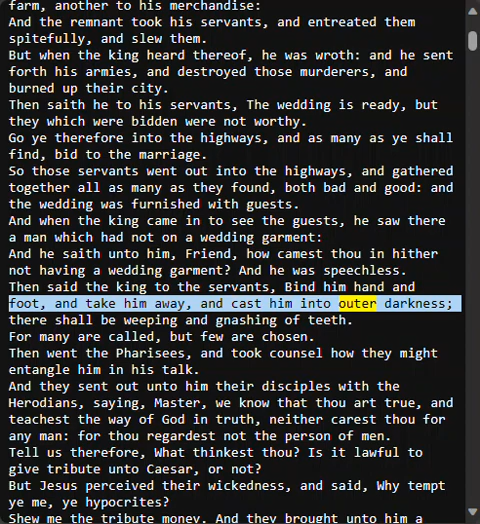 farm, another to his merchandise:
And the remnant took his servants, and entreated them
spitefully, and slew them.
But when the king heard thereof, he was wroth: and he sent
forth his armies, and destroyed those murderers, and
burned up their city.
Then saith he to his servants, The wedding is ready, but
they which were bidden were not worthy.
Go ye therefore into the highways, and as many as ye shall
find, bid to the marriage.
So those servants went out into the highways, and gathered
together all as many as they found, both bad and good: and
the wedding was furnished with guests.
And when the king came in to see the guests, he saw there
a man which had not on a wedding garment:
And he saith unto him, Friend, how camest thou in hither
not having a wedding garment? And he was speechless.
Then said the king to the servants, Bind him hand and
foot, and take him away, and cast him into outer darkness;
there shall be weeping and gnashing of teeth.
For many are called, but few are chosen.
Then went the Pharisees, and took counsel how they might
entangle him in his talk.
And they sent out unto him their disciples with the
Herodians, saying, Master, we know that thou art true, and
teachest the way of God in truth, neither carest thou for
any man: for thou regardest not the person of men.
Tell us therefore, What thinkest thou? Is it lawful to
give tribute unto Caesar, or not?
But Jesus perceived their wickedness, and said, Why tempt
ye me, ye hypocrites?
Shew me the tribute money. And they brought unto him a